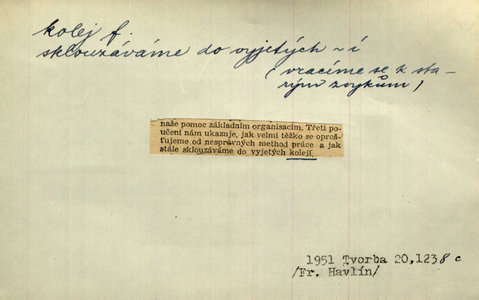 kolej f.
sklouzáváme do vyjetých ~í
(vracíme se k sta-
rým zvykům)
naše pomoc základním organisacím. Třetí po-
učení nám ukazuje, jak velmi těžko se oproš-
ťujeme od nesprávných method práce a jak
stále sklouzáváme do vyjetých kolejí.
1951 Tvorba 20,1238 c
/Fr. Havlín/